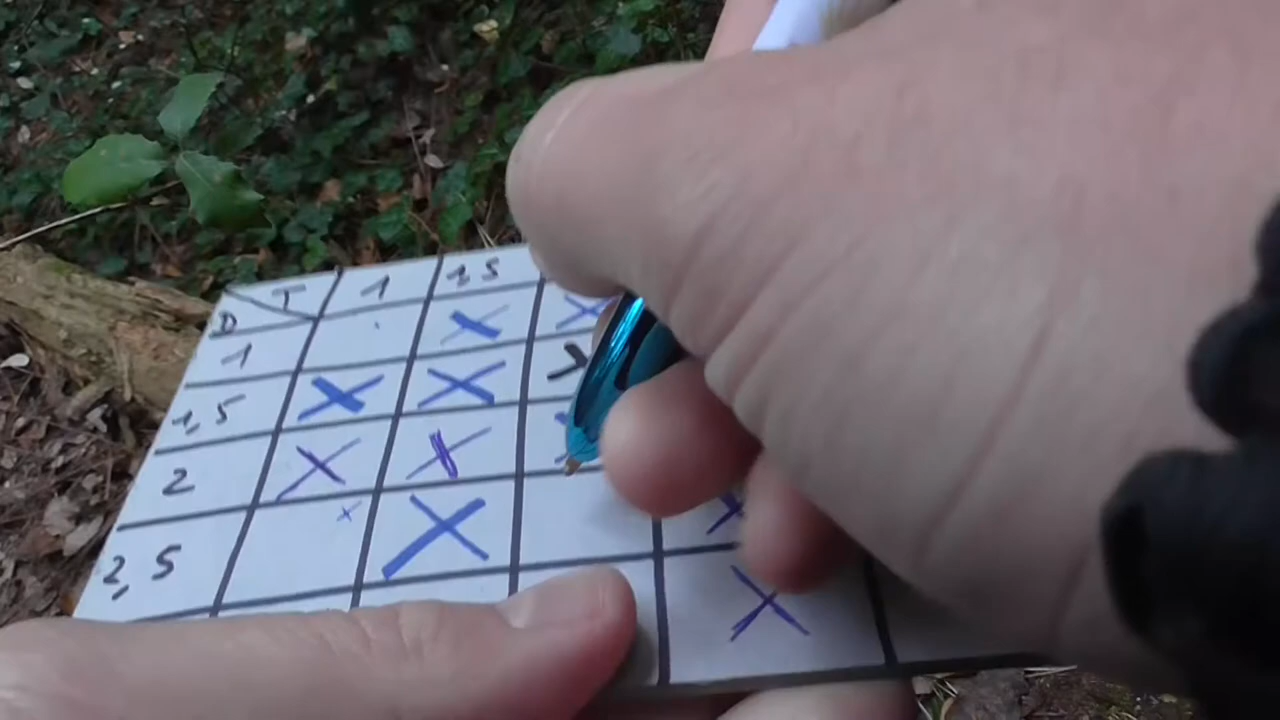 D T 1 1,5
1 X X
1,5 X X X
2 X X X
2,5 x X
X
X